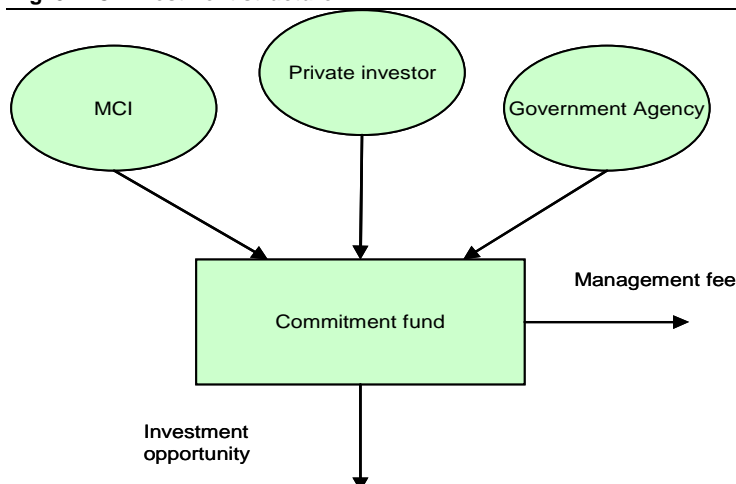 Private investor
MCI
Government Agency
Management fee
Commitment fund
Investment
opportunity